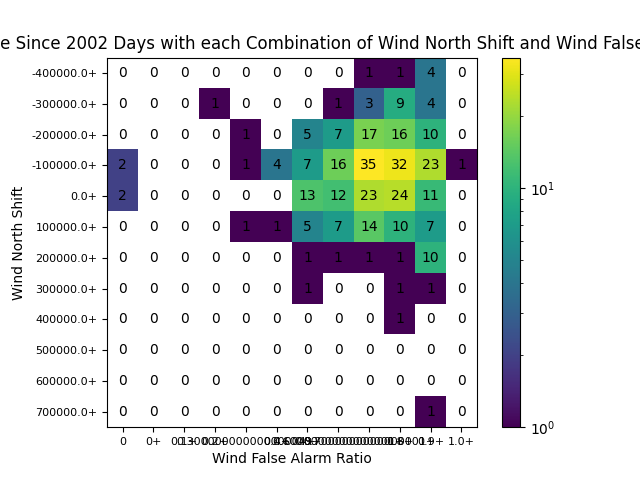 e Since 2002 Days with each Combination of Wind North Shift and Wind False
-400000.0+ 0 0 0 0 0 0 0 0 1 1 4 0
-300000.0+ 0 0 0 1 0 0 0 1 3 9 4 0
-200000.0+ 0 0 0 0 1 0 5 7 17 16 10 0
-100000.0+ 2 0 0 0 1 4 7 16 35 32 23 1
0.0+ 2 0 0 0 0 0 13 12 23 24 11 0
100000.0+ 0 0 0 0 1 1 5 7 14 10 7 0
200000.0+ 0 0 0 0 0 0 1 1 1 1 10 0
300000.0+ 0 0 0 0 0 0 1 0 0 1 1 0
400000.0+ 0 0 0 0 0 0 0 0 0 1 0 0
500000.0+ 0 0 0 0 0 0 0 0 0 0 0 0
600000.0+ 0 0 0 0 0 0 0 0 0 0 0 0
700000.0+ 0 0 0 0 0 0 0 0 0 0 1 0
0 0+ 1.0+
Wind False Alarm Ratio
Wind North Shift
10¹
10⁰